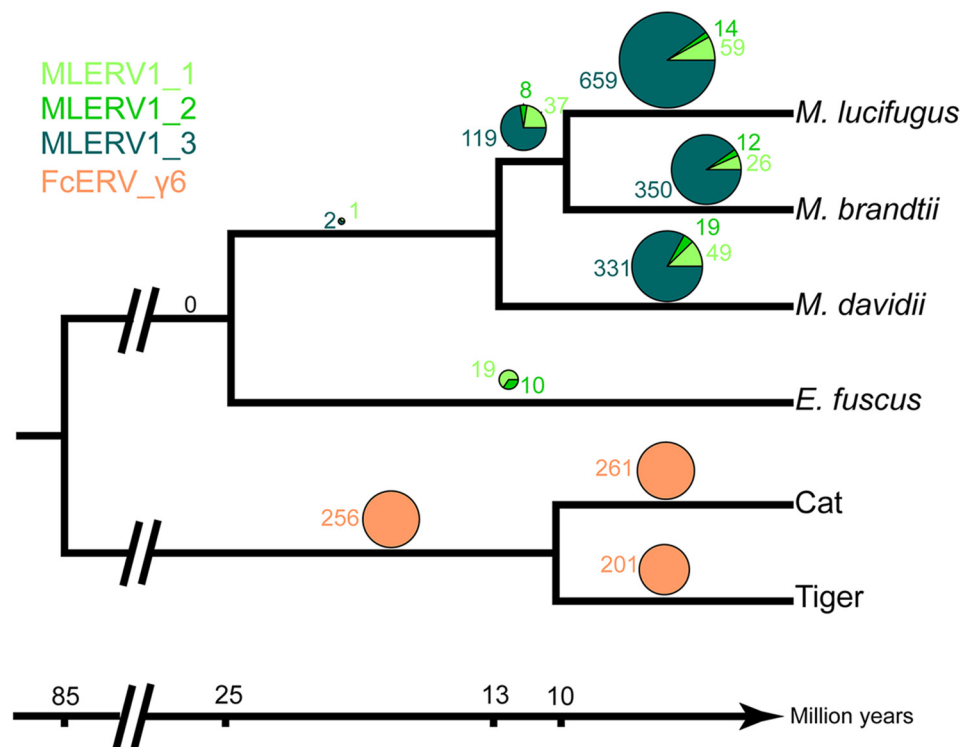 MLERV1_1
MLERV1_2
MLERV1_3
FcERV_γ6
14
59
659
M. lucifugus
8
37
119
12
26
350
M. brandtii
2
1
19
49
331
M. davidii
0
19
10
E. fuscus
261
Cat
256
201
Tiger
85
25
13
10
Million years